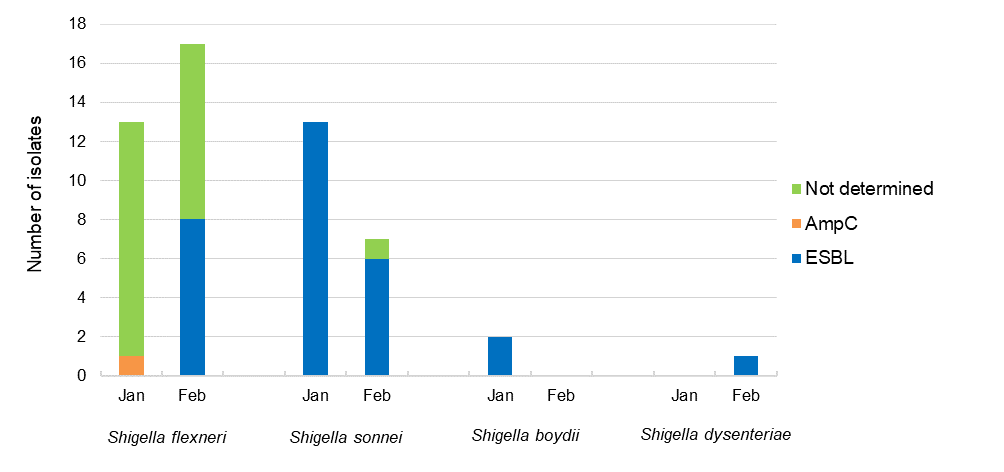 18
16
14
12
10
8
6
4
2
0
Number of isolates
Jan Feb Jan Feb Jan Feb Jan Feb
Shigella flexneri Shigella sonnei Shigella boydii Shigella dysenteriae
Not determined
AmpC
ESBL